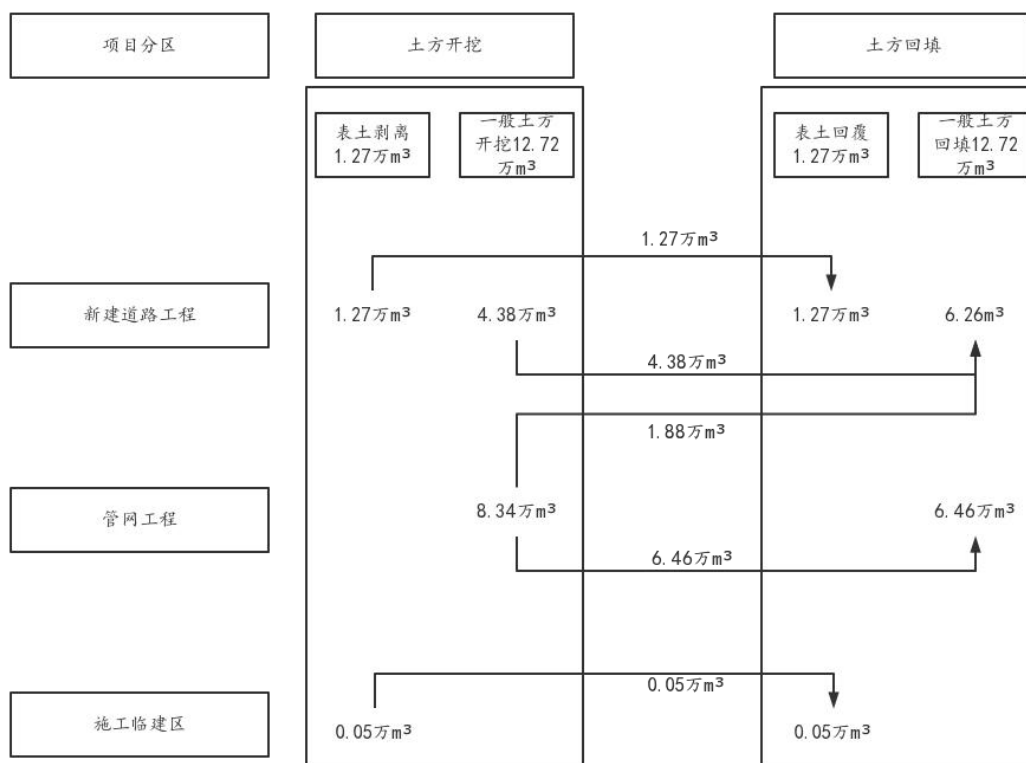 项目分区
土方开挖
土方回填
表土剥离
1.27万m³
一般土方
开挖12.72
万m³
表土回覆
1.27万m³
一般土方
回填12.72
万m³
1.27万m³
新建道路工程
1.27万m³
4.38万m³
1.27万m³
6.26m³
4.38万m³
1.88万m³
管网工程
8.34万m³
6.46万m³
6.46万m³
0.05万m³
施工临建区
0.05万m³
0.05万m³